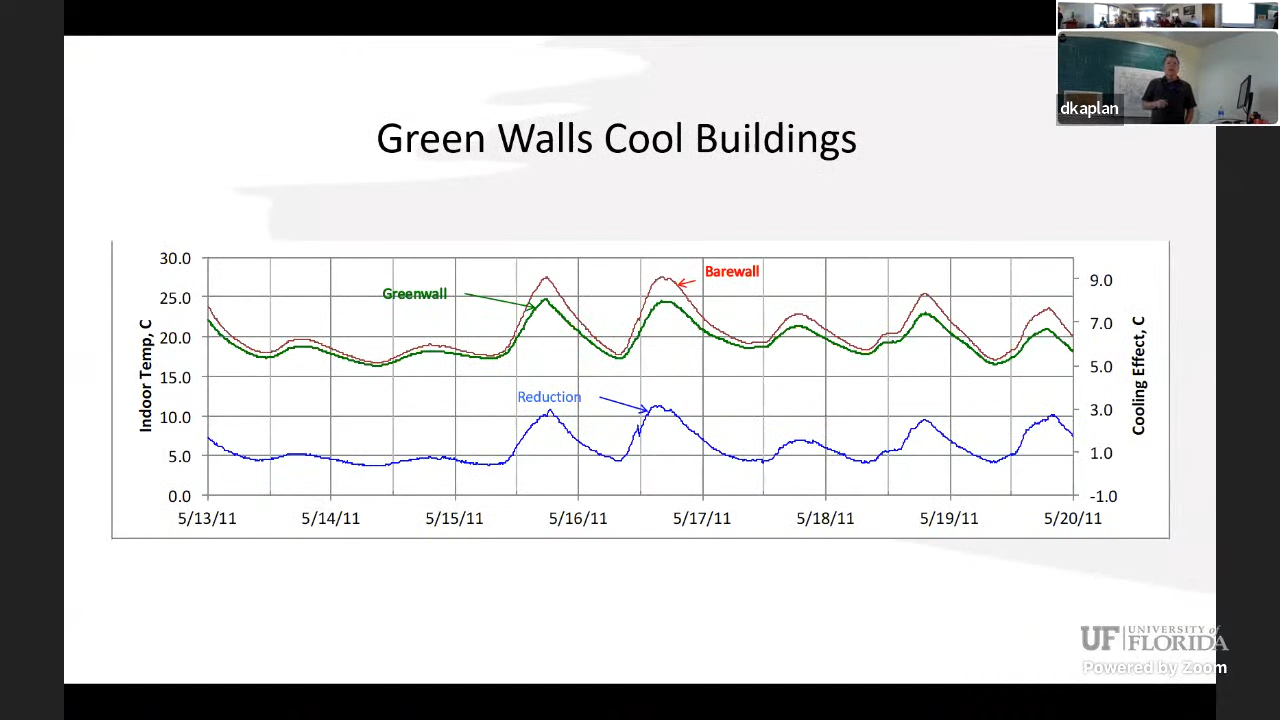 dkaplan
Green Walls Cool Buildings
30.0
25.0
20.0
15.0
10.0
5.0
0.0
Indoor Temp, C
Greenwall
Barewall
Reduction
9.0
7.0
5.0
3.0
1.0
-1.0
Cooling Effect, C
5/13/11 5/14/11 5/15/11 5/16/11 5/17/11 5/18/11 5/19/11 5/20/11
UF UNIVERSITY of
FLORIDA
Powered by Zoom